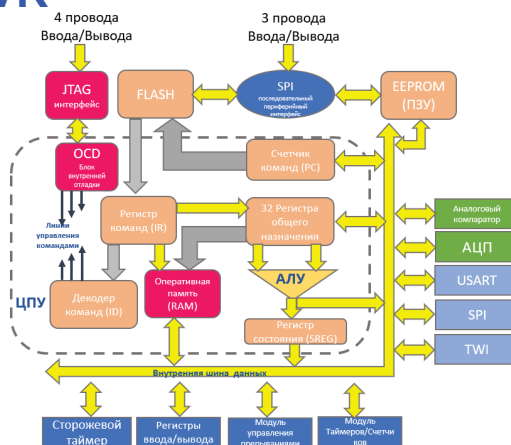 4 провода
Ввода/Вывода
3 провода
Ввода/Вывода
JTAG
интерфейс
FLASH
SPI
последовательный
периферийный
интерфейс
EEPROM
(ПЗУ)
OCD
Блок
внутренней
отладки
Счетчик
команд (PC)
Линии
управления
командами
Регистр
команд (IR)
32 Регистра
общего
назначения
Аналоговый
компаратор
АЦП
USART
SPI
TWI
ЦПУ
Декодер
команд (ID)
Оперативная
память
(RAM)
АЛУ
Регистр
состояния (SREG)
Внутренняя шина данных
Сторожевой
таймер
Регистры
ввода/вывода
Модуль
управления
прерываниями
Модуль
Таймеров/Счетчи
ков